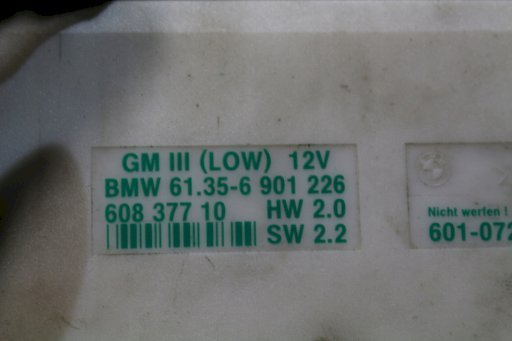 GM III (LOW) 12V
BMW 61.35-6 901 226
608 377 10 HW 2.0
SW 2.2
Nicht werfen !
601-072